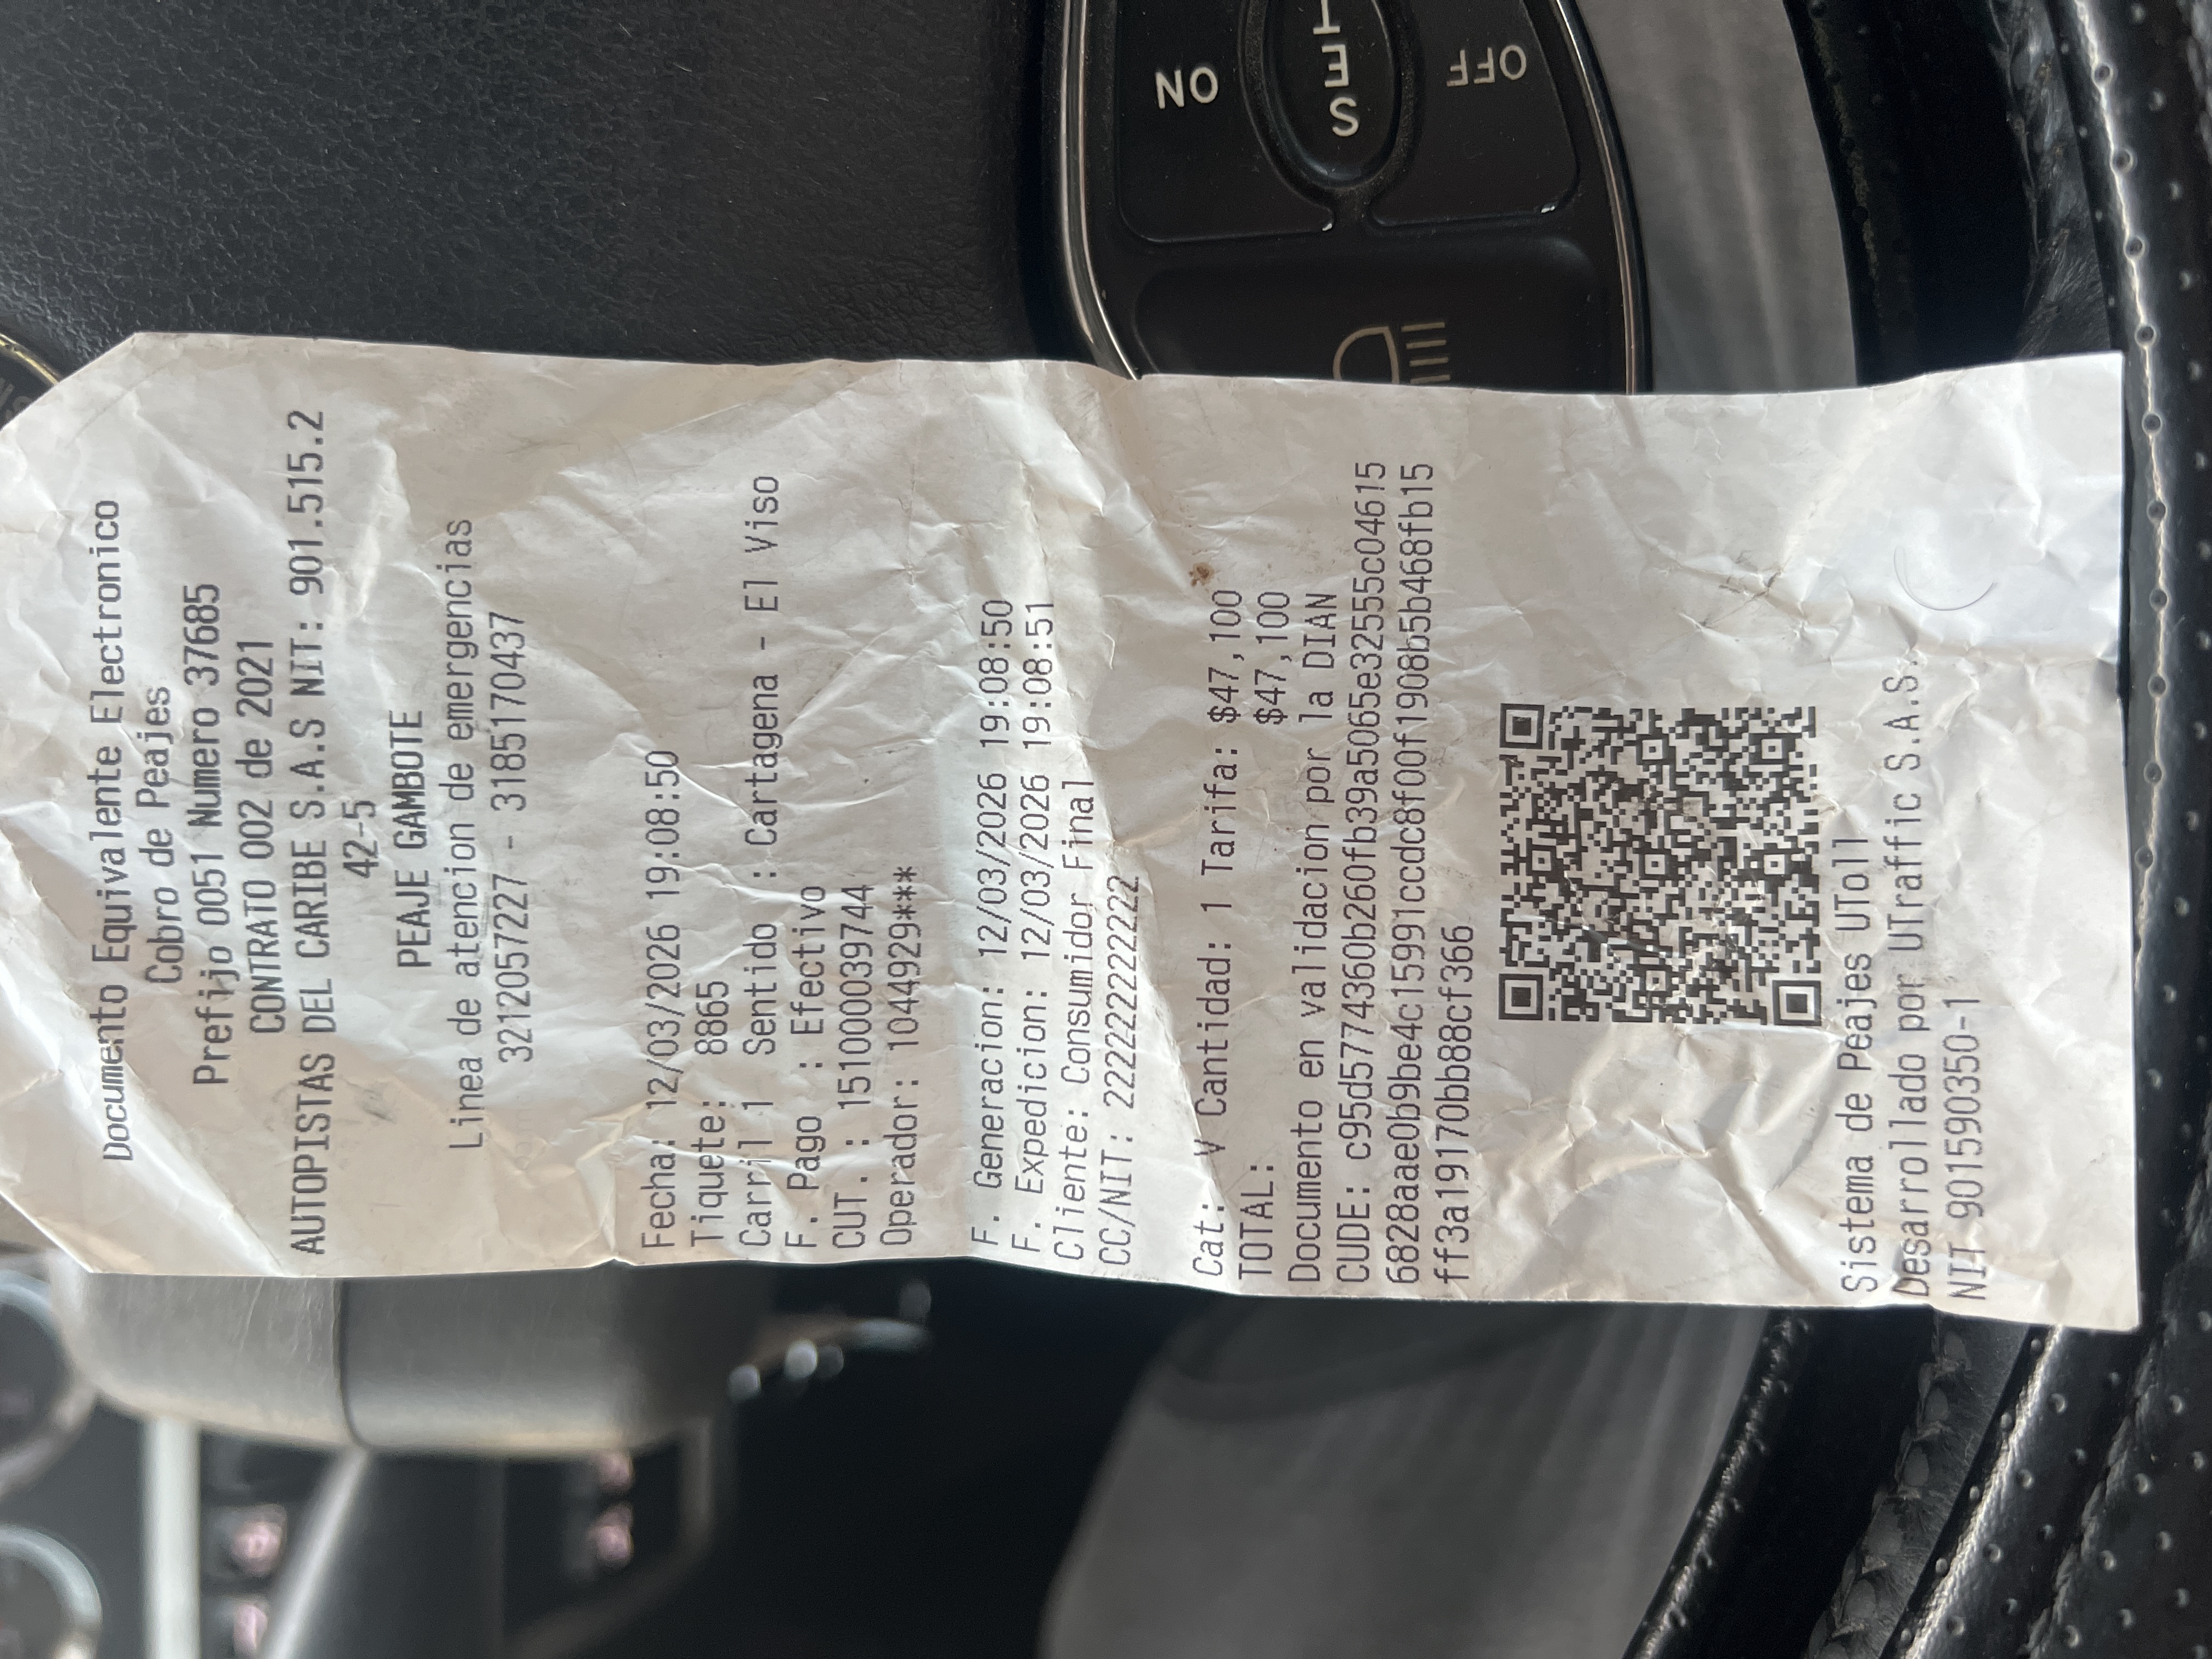 Documento Equivalente Electronico
Cobro de Peajes
Prefijo 0051 Numero 37685
CONTRATO 002 de 2021
AUTOPISTAS DEL CARIBE S.A.S NIT: 901.515.2
42-5
PEAJE GAMBOTE
Linea de atencion de emergencias
3212057227 - 3185170437
Fecha: 12/03/2026 19:08:50
Tiquete: 8865
Carril 1 Sentido : Cartagena - El Viso
F. Pago : Efectivo
CUT. : 1510000039744
Operador: 1044929***
F. Generacion: 12/03/2026 19:08:50
F. Expedicion: 12/03/2026 19:08:51
Cliente: Consumidor Final
CC/NIT: 222222222222
Cat: V Cantidad: 1 Tarifa: $47,100
TOTAL: $47,100
Documento en validacion por la DIAN
CUDE: c95d5774360b260fb39a5065e32555c04615
6828aae0b9be4c15991ccdc8f00f1908b5b468fb15
ff3a19170bb88cf366
Sistema de Peajes UToll
Desarrollado por UTraffic S.A.S.
NIT 901590350-1
ON
SET
OFF